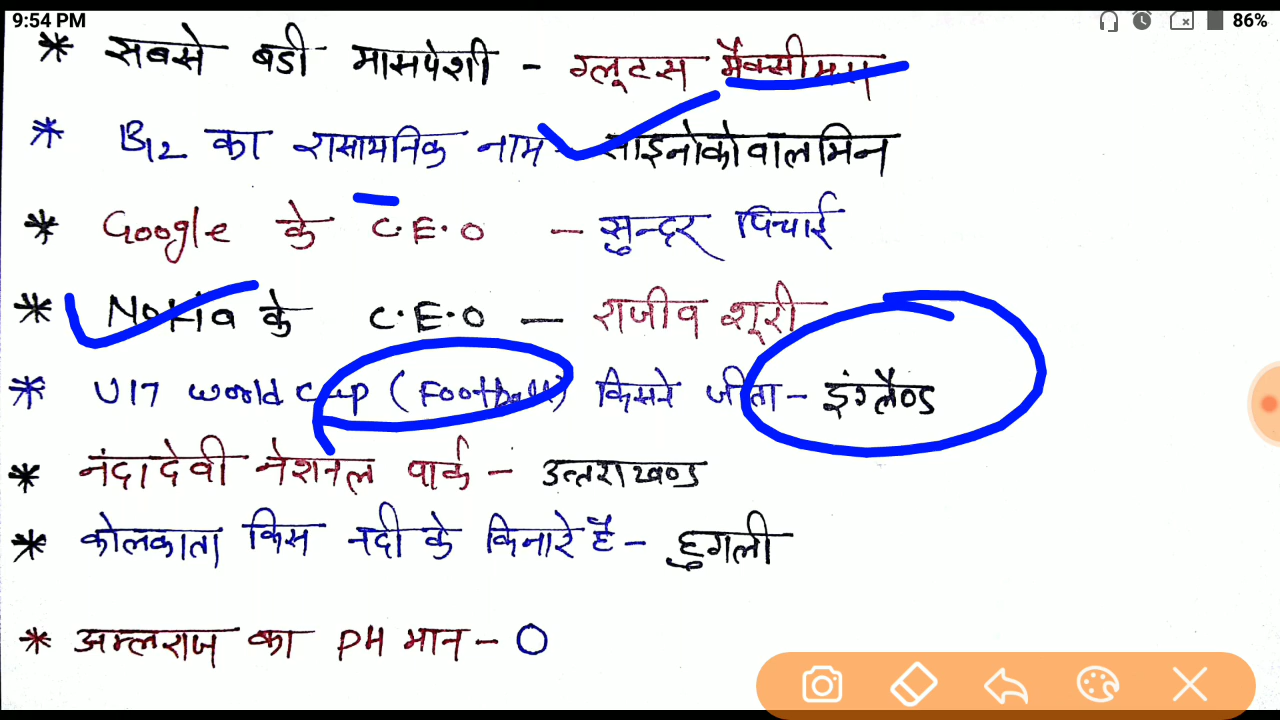 9:54 PM 86%
* सबसे बडी मासपेशी - ग्लूटस मैक्सीमस
* B12 का रासायनिक नाम - साइनोकोवालमिन
* Google के C.E.O - सुन्दर पिचाई
* Nokia के C.E.O - राजीव शूरी
* U17 World Cup (Football) किसने जीता - इंग्लैण्ड
* नंदादेवी नेशनल पार्क - उत्तराखण्ड
* कोलकाता किस नदी के किनारे है - हुगली
* अम्लराज का PH मान - 0